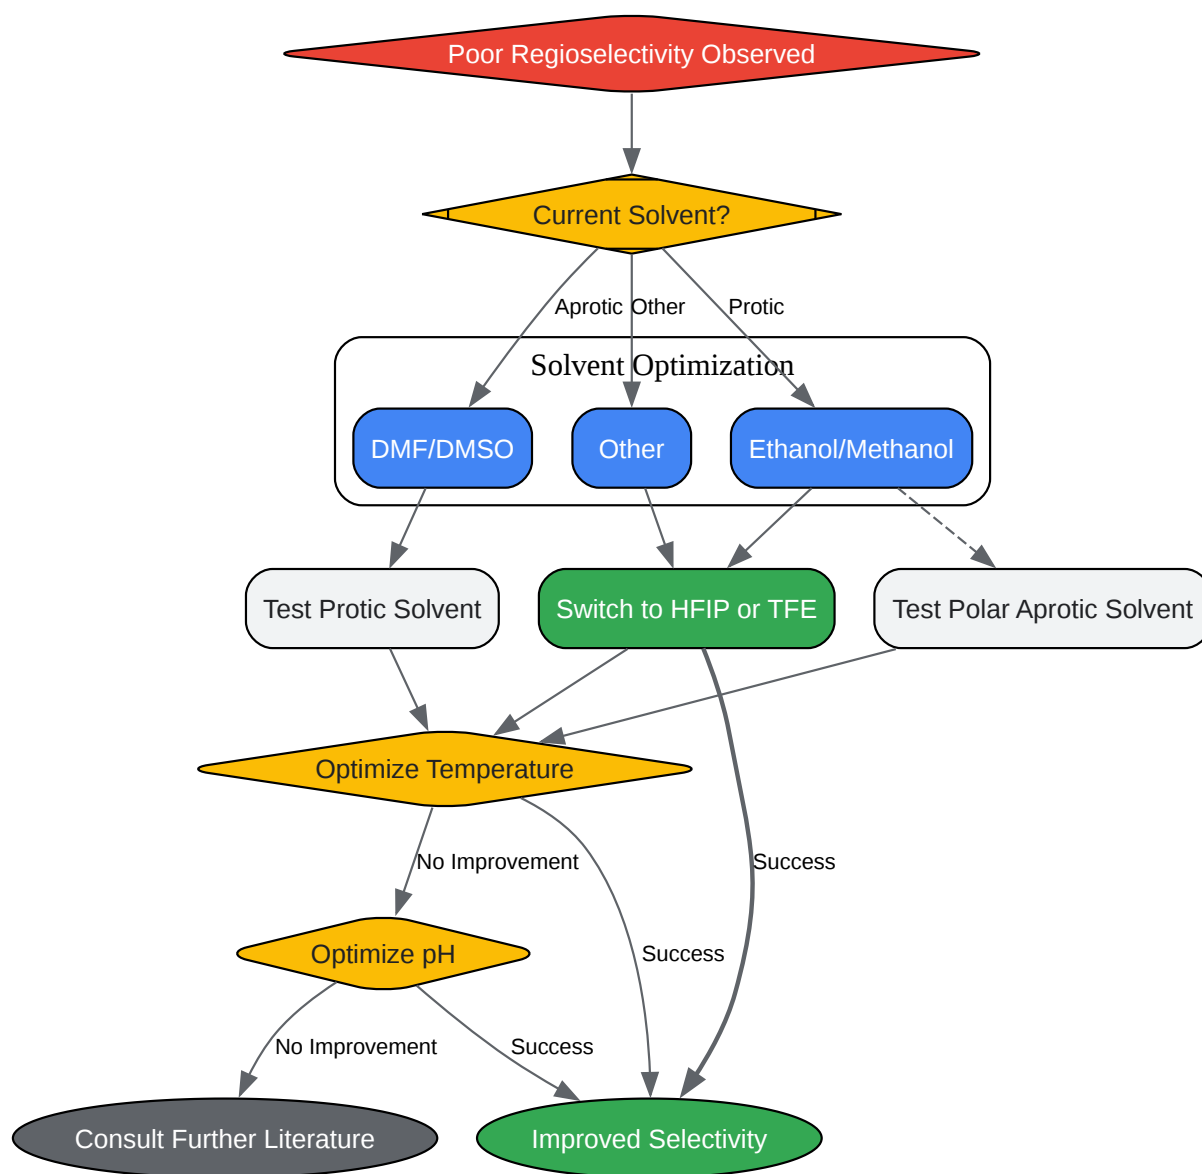 Poor Regioselectivity Observed
Current Solvent?
Aprotic
Other
Protic
Solvent Optimization
DMF/DMSO
Other
Ethanol/Methanol
Test Protic Solvent
Switch to HFIP or TFE
Test Polar Aprotic Solvent
Optimize Temperature
No Improvement
Success
Optimize pH
Success
No Improvement
Success
Consult Further Literature
Improved Selectivity